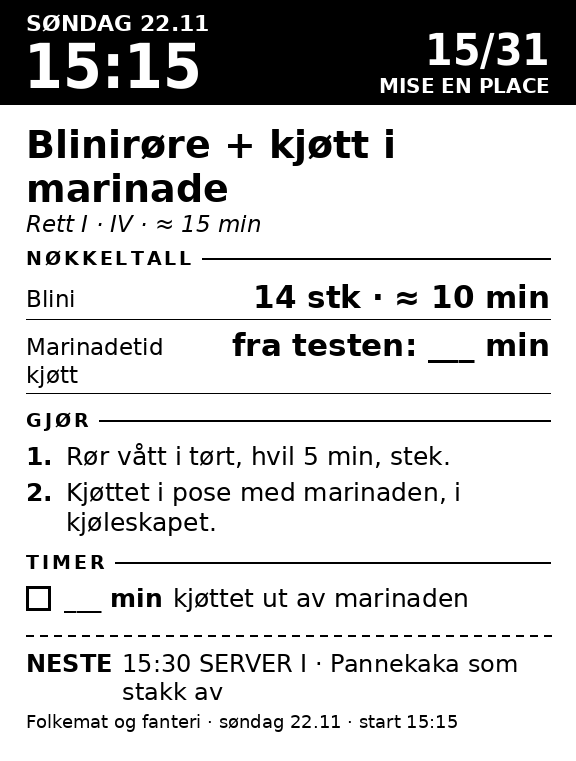 SØNDAG 22.11
15:15
15/31
MISE EN PLACE
Blinirøre + kjøtt i
marinade
Rett I · IV · ≈ 15 min
NØKKELTALL
Blini 14 stk · ≈ 10 min
Marinadetid fra testen: ___ min
kjøtt
GJØR
1. Rør vått i tørt, hvil 5 min, stek.
2. Kjøttet i pose med marinaden, i
kjøleskapet.
TIMER
☐ ___ min kjøttet ut av marinaden
NESTE 15:30 SERVER I · Pannekaka som
stakk av
Folkemat og fanteri · søndag 22.11 · start 15:15